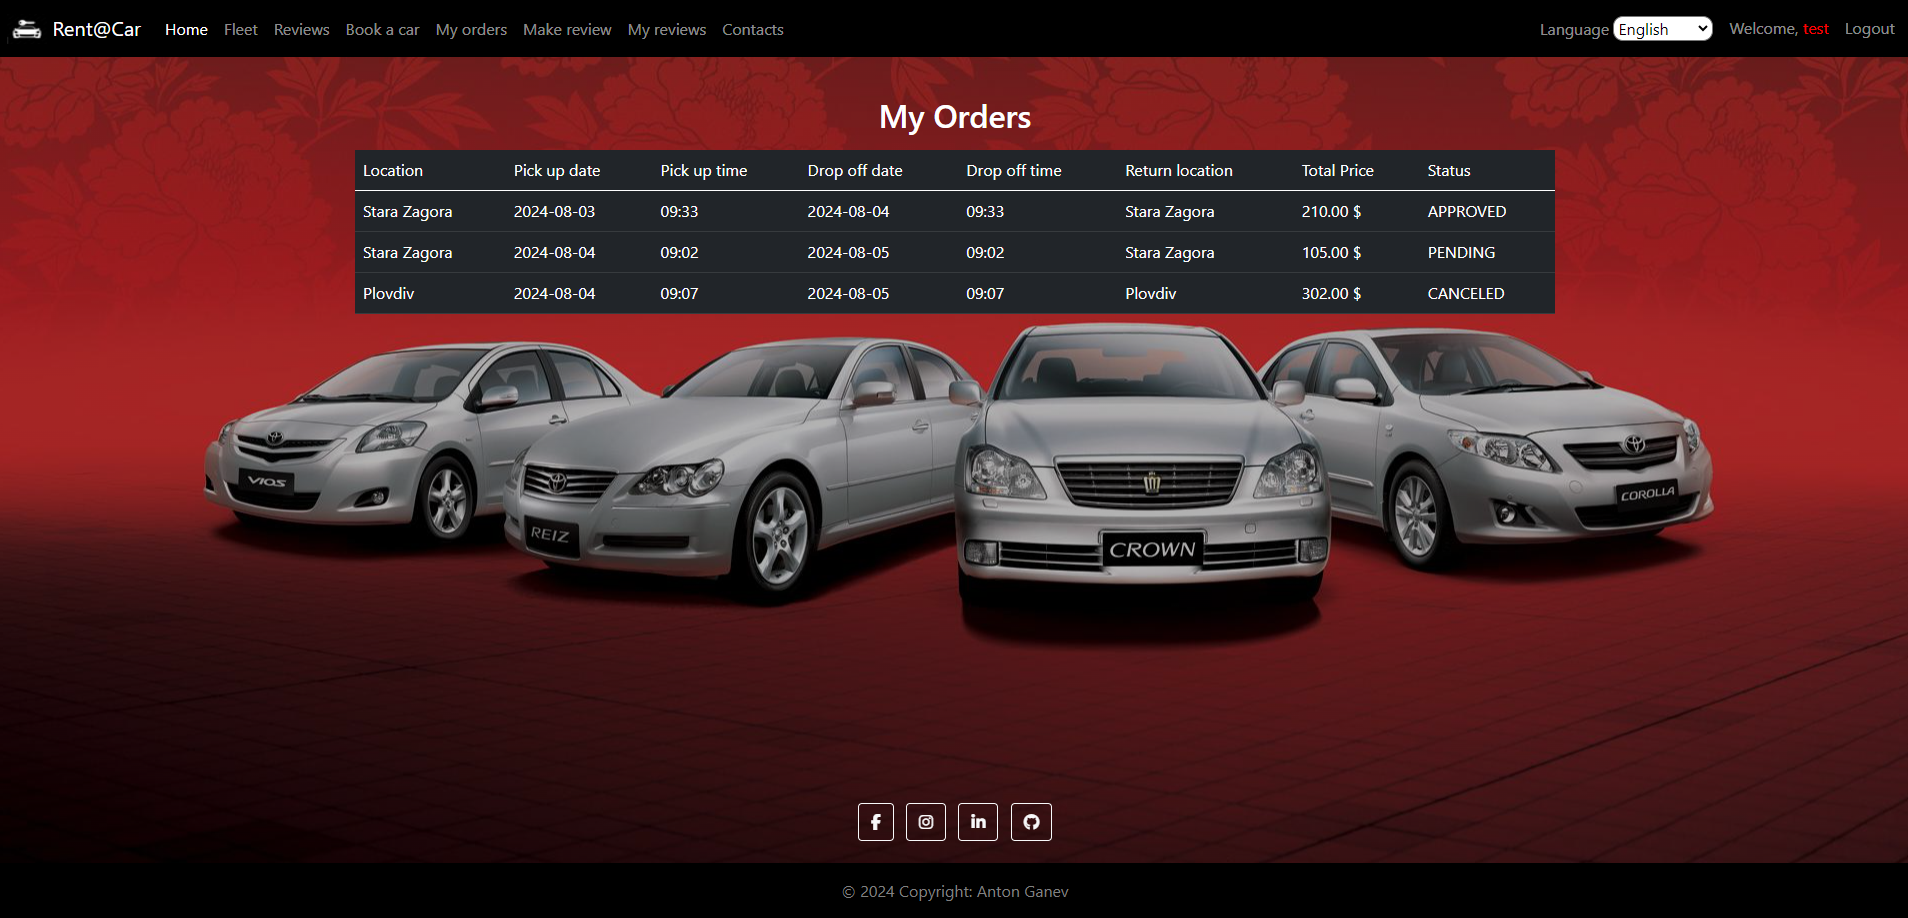 Rent@Car Home Fleet Reviews Book a car My orders Make review My reviews Contacts Language English Welcome, test Logout
My Orders
Location Pick up date Pick up time Drop off date Drop off time Return location Total Price Status
Stara Zagora 2024-08-03 09:33 2024-08-04 09:33 Stara Zagora 210.00 $ APPROVED
Stara Zagora 2024-08-04 09:02 2024-08-05 09:02 Stara Zagora 105.00 $ PENDING
Plovdiv 2024-08-04 09:07 2024-08-05 09:07 Plovdiv 302.00 $ CANCELED
VIOS
REIZ
CROWN
COROLLA
© 2024 Copyright: Anton Ganev